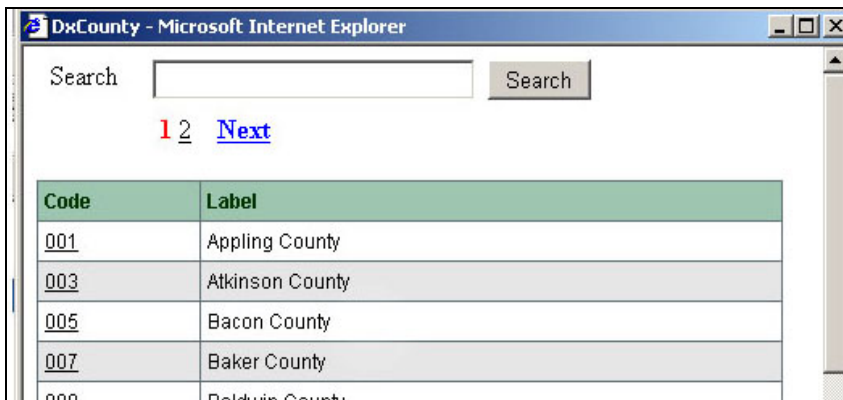 DxCounty - Microsoft Internet Explorer
Search Search
1 2 Next
Code Label
001 Appling County
003 Atkinson County
005 Bacon County
007 Baker County